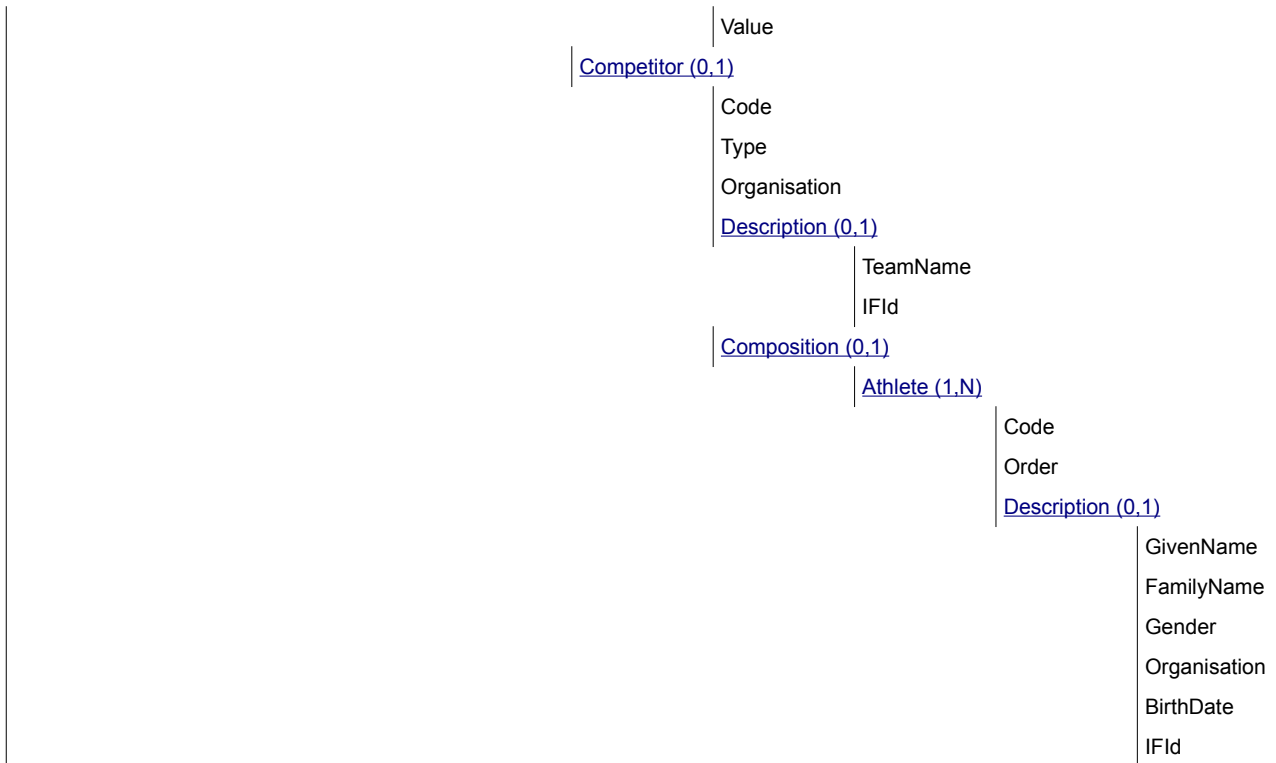 Value
Competitor (0,1)
Code
Type
Organisation
Description (0,1)
TeamName
IFId
Composition (0,1)
Athlete (1,N)
Code
Order
Description (0,1)
GivenName
FamilyName
Gender
Organisation
BirthDate
IFId